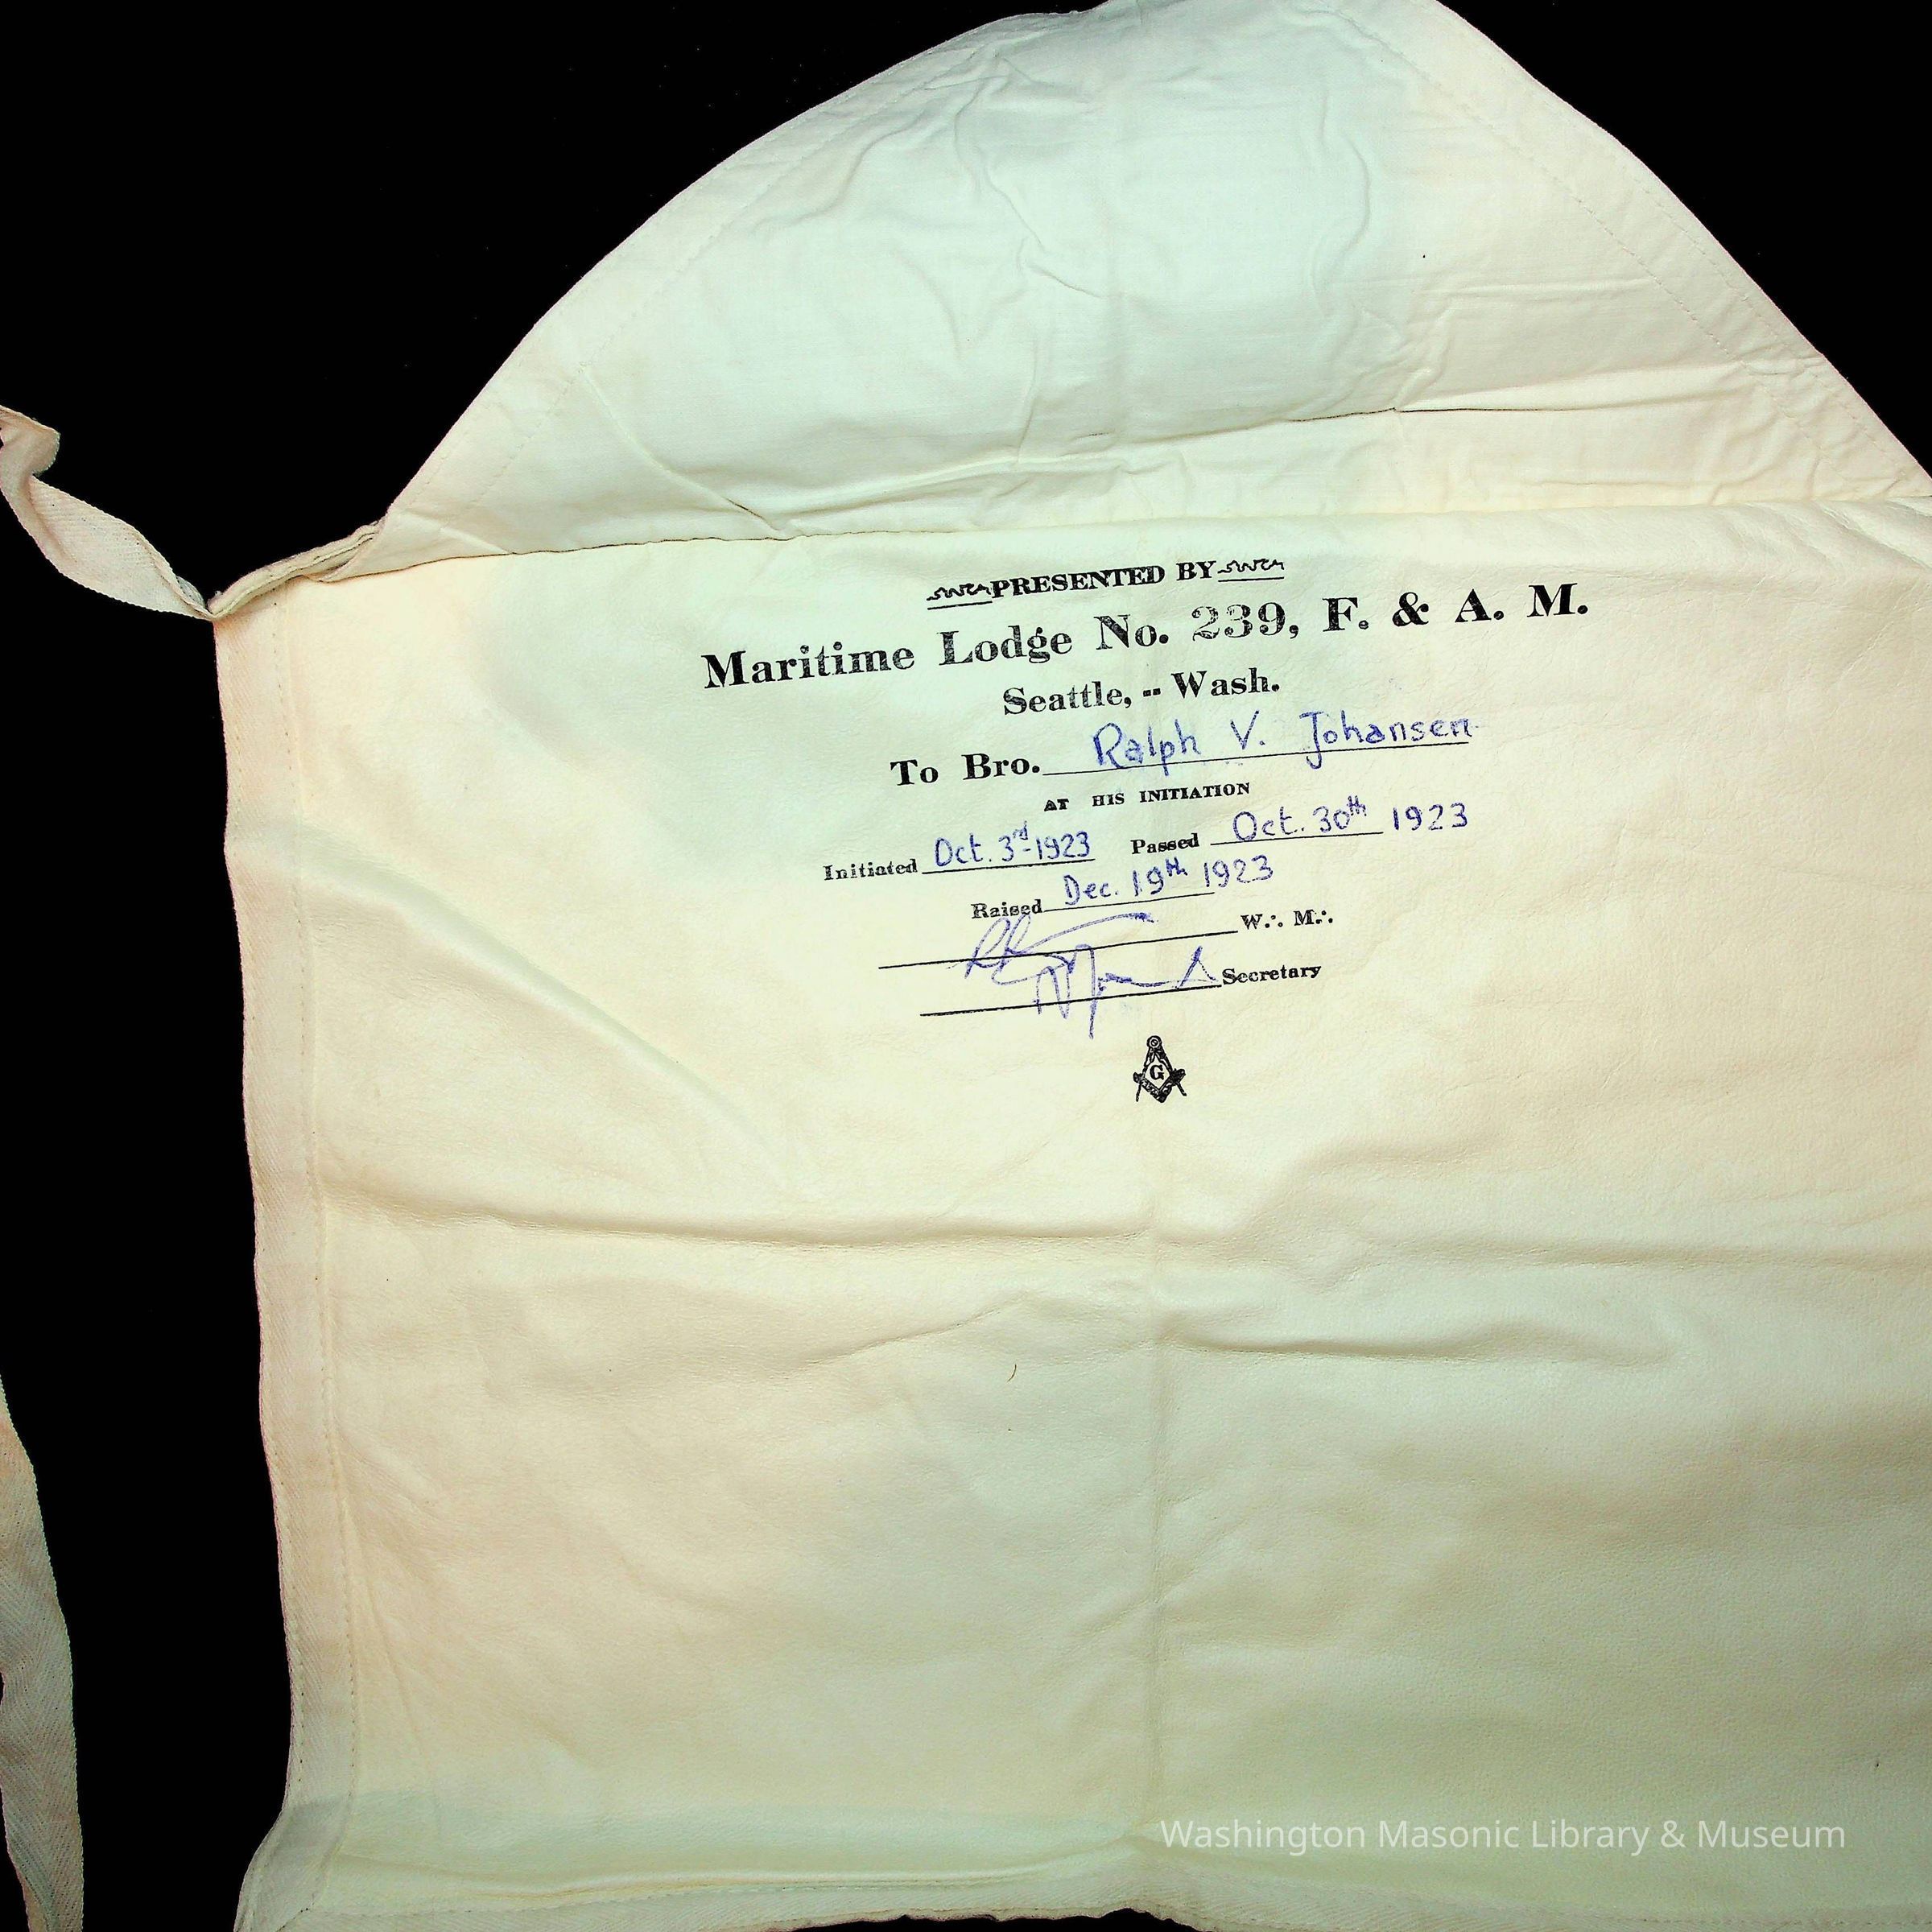 PRESENTED BY
Maritime Lodge No. 239, F. & A. M.
Seattle, -- Wash.
To Bro. Ralph V. Johansen
AT HIS INITIATION
Initiated Oct. 3rd-1923 Passed Oct. 30th 1923
Raised Dec. 19th 1923
W.∴ M.∴
Secretary
G
Washington Masonic Library & Museum